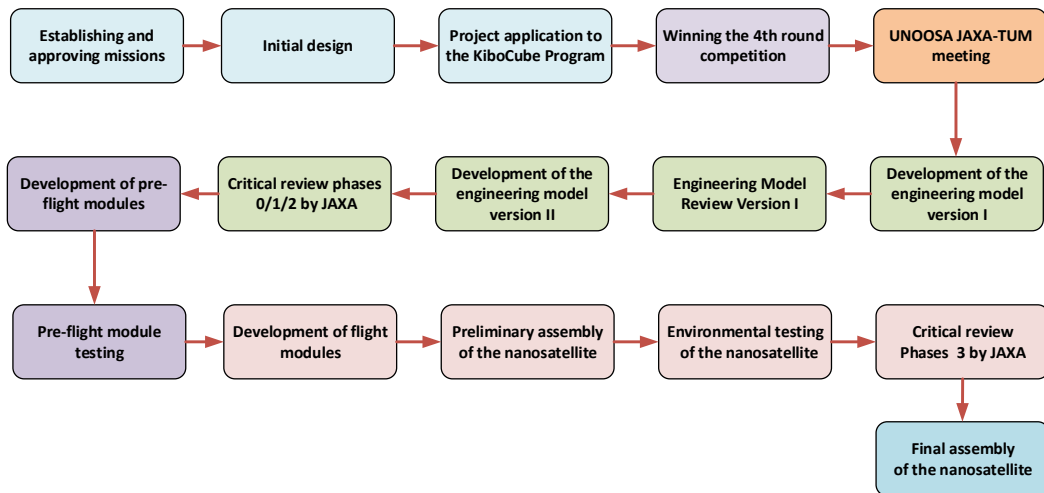 Establishing and
approving missions
Initial design
Project application to
the KiboCube Program
Winning the 4th round
competition
UNOOSA JAXA-TUM
meeting
Development of the
engineering model
version I
Engineering Model
Review Version I
Development of the
engineering model
version II
Critical review phases
0/1/2 by JAXA
Development of pre-
flight modules
Pre-flight module
testing
Development of flight
modules
Preliminary assembly
of the nanosatellite
Environmental testing
of the nanosatellite
Critical review
Phases 3 by JAXA
Final assembly
of the nanosatellite